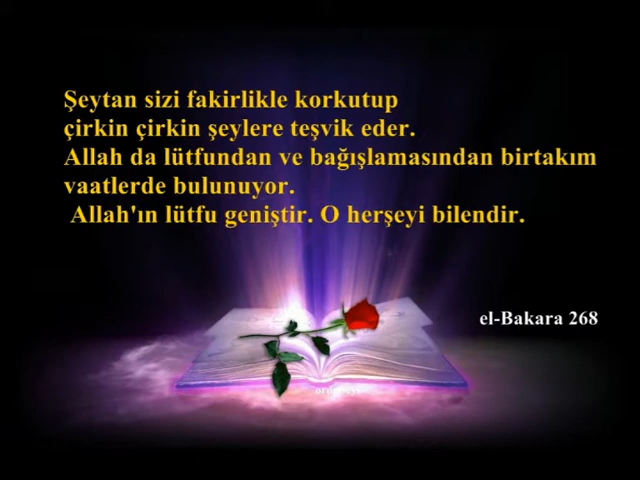 Şeytan sizi fakirlikle korkutup
çirkin çirkin şeylere teşvik eder.
Allah da lütfundan ve bağışlamasından birtakım
vaatlerde bulunuyor.
Allah'ın lütfu geniştir. O herşeyi bilendir.
el-Bakara 268